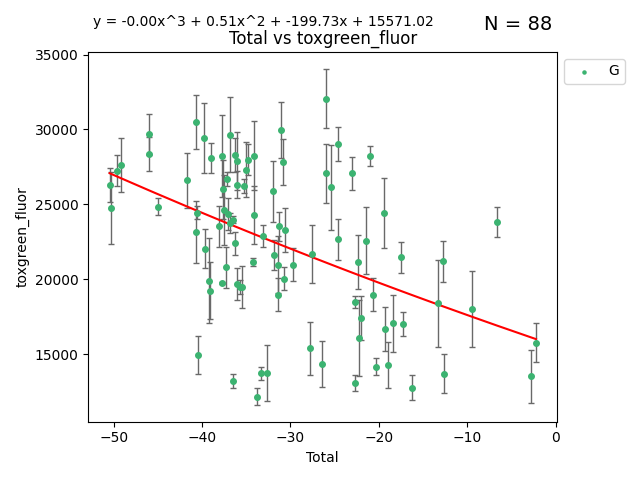 y = -0.00x^3 + 0.51x^2 + -199.73x + 15571.02
N = 88
Total vs toxgreen_fluor
G
35000
30000
25000
20000
15000
toxgreen_fluor
−50
−40
−30
−20
−10
0
Total